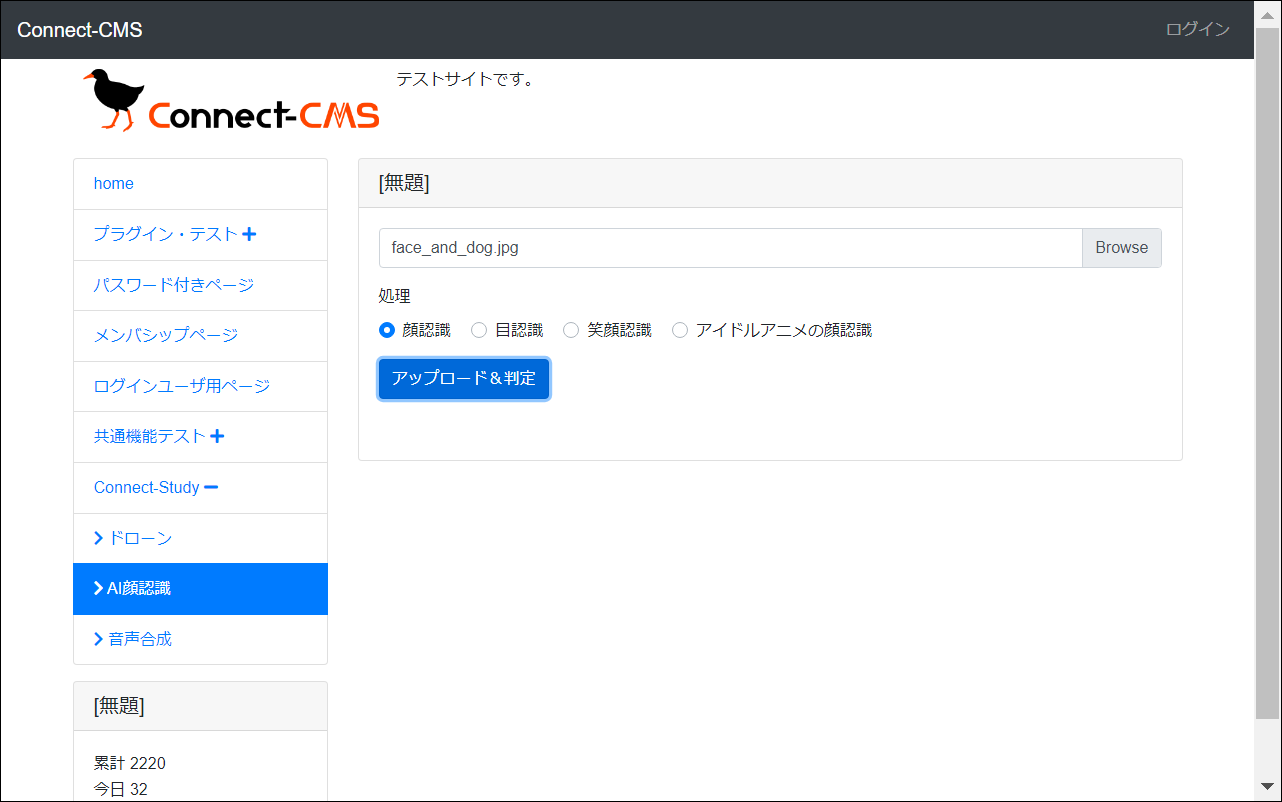 Connect-CMS
ログイン
Connect-CMS
テストサイトです。
home
プラグイン・テスト
パスワード付きページ
メンバシップページ
ログインユーザ用ページ
共通機能テスト
Connect-Study
ドローン
AI顔認識
音声合成
[無題]
累計 2220
今日 32
[無題]
face_and_dog.jpg Browse
処理
顔認識 目認識 笑顔認識 アイドルアニメの顔認識
アップロード＆判定